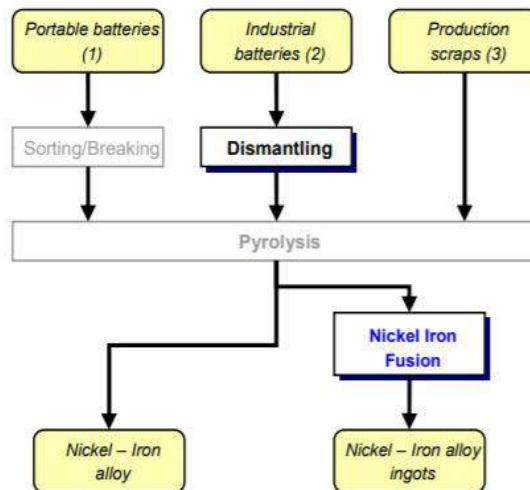 Portable batteries
(1)
Industrial
batteries (2)
Production
scraps (3)
Sorting/Breaking
Dismantling
Pyrolysis
Nickel Iron
Fusion
Nickel – Iron
alloy
Nickel – Iron alloy
ingots